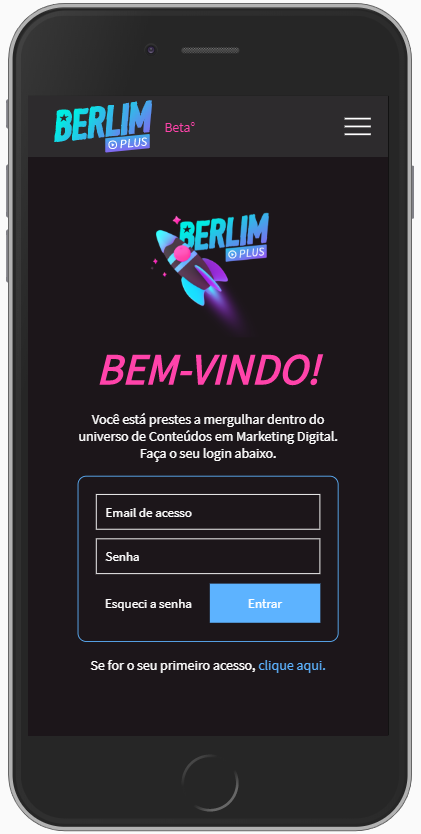 BERLIM
PLUS
Beta°
BERLIM
PLUS
BEM-VINDO!
Você está prestes a mergulhar dentro do
universo de Conteúdos em Marketing Digital.
Faça o seu login abaixo.
Email de acesso
Senha
Esqueci a senha
Entrar
Se for o seu primeiro acesso, clique aqui.